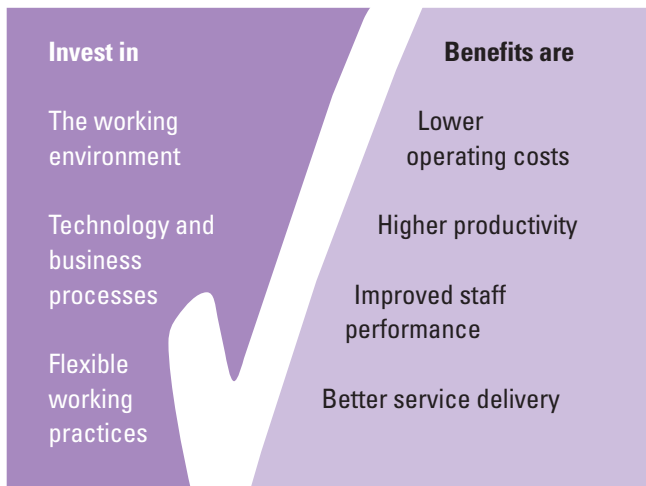 Invest in
The working
environment
Technology and
business
processes
Flexible
working
practices
Benefits are
Lower
operating costs
Higher productivity
Improved staff
performance
Better service delivery